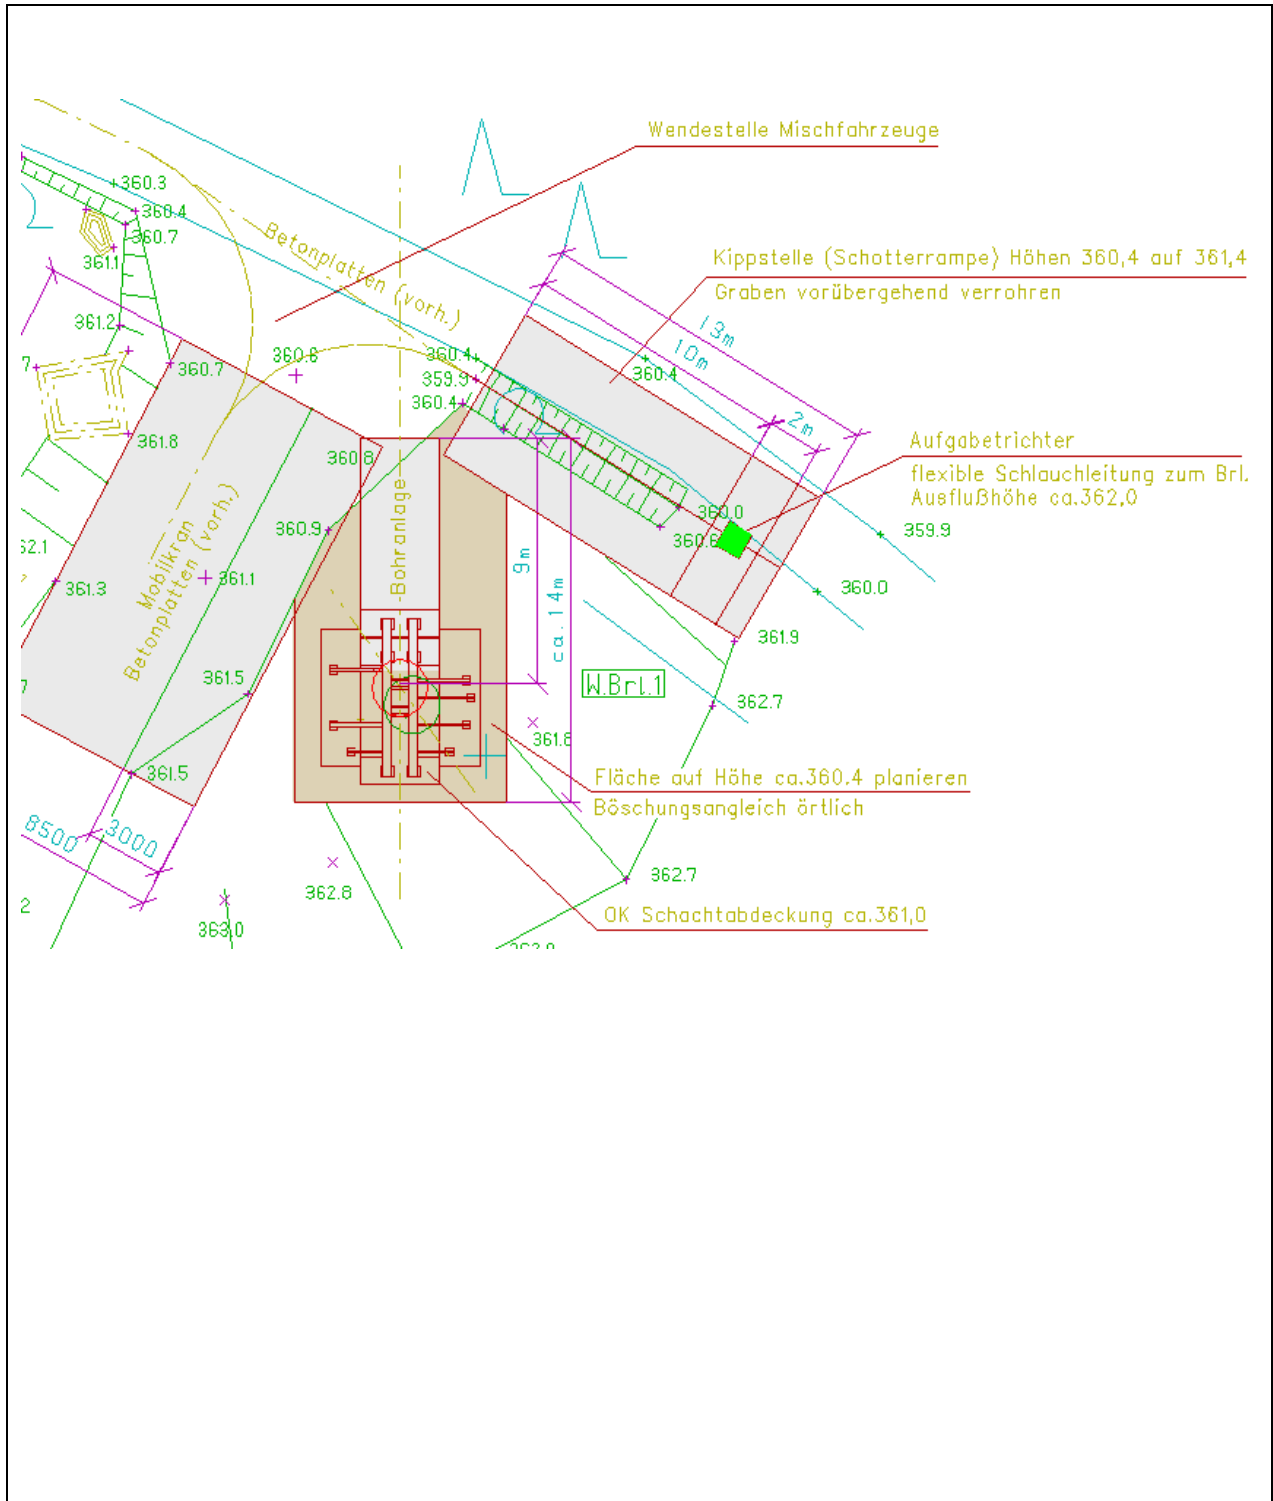 Wendestelle Mischfahrzeuge
360.3
360.4
360.7
361.1
Betonplatten (vorh.)
Kippstelle (Schotterrampe) Höhen 360,4 auf 361,4
Graben vorübergehend verrohren
361.2
13m
10m
360.7
360.6
360.4
359.9
360.4
360.4
2m
361.8
360.8
Aufgabetrichter
flexible Schlauchleitung zum Brl.
Ausflußhöhe ca.362,0
Bohranlage
360.9
360.0
360.6
359.9
9m
ca.14m
Mobilkran
Betonplatten (vorh.)
361.1
361.3
360.0
361.9
361.5
W.Brl.1
362.7
361.8
361.5
Fläche auf Höhe ca.360.4 planieren
Böschungsangleich örtlich
8500
3000
362.8
362.7
363.0
OK Schachtabdeckung ca.361,0